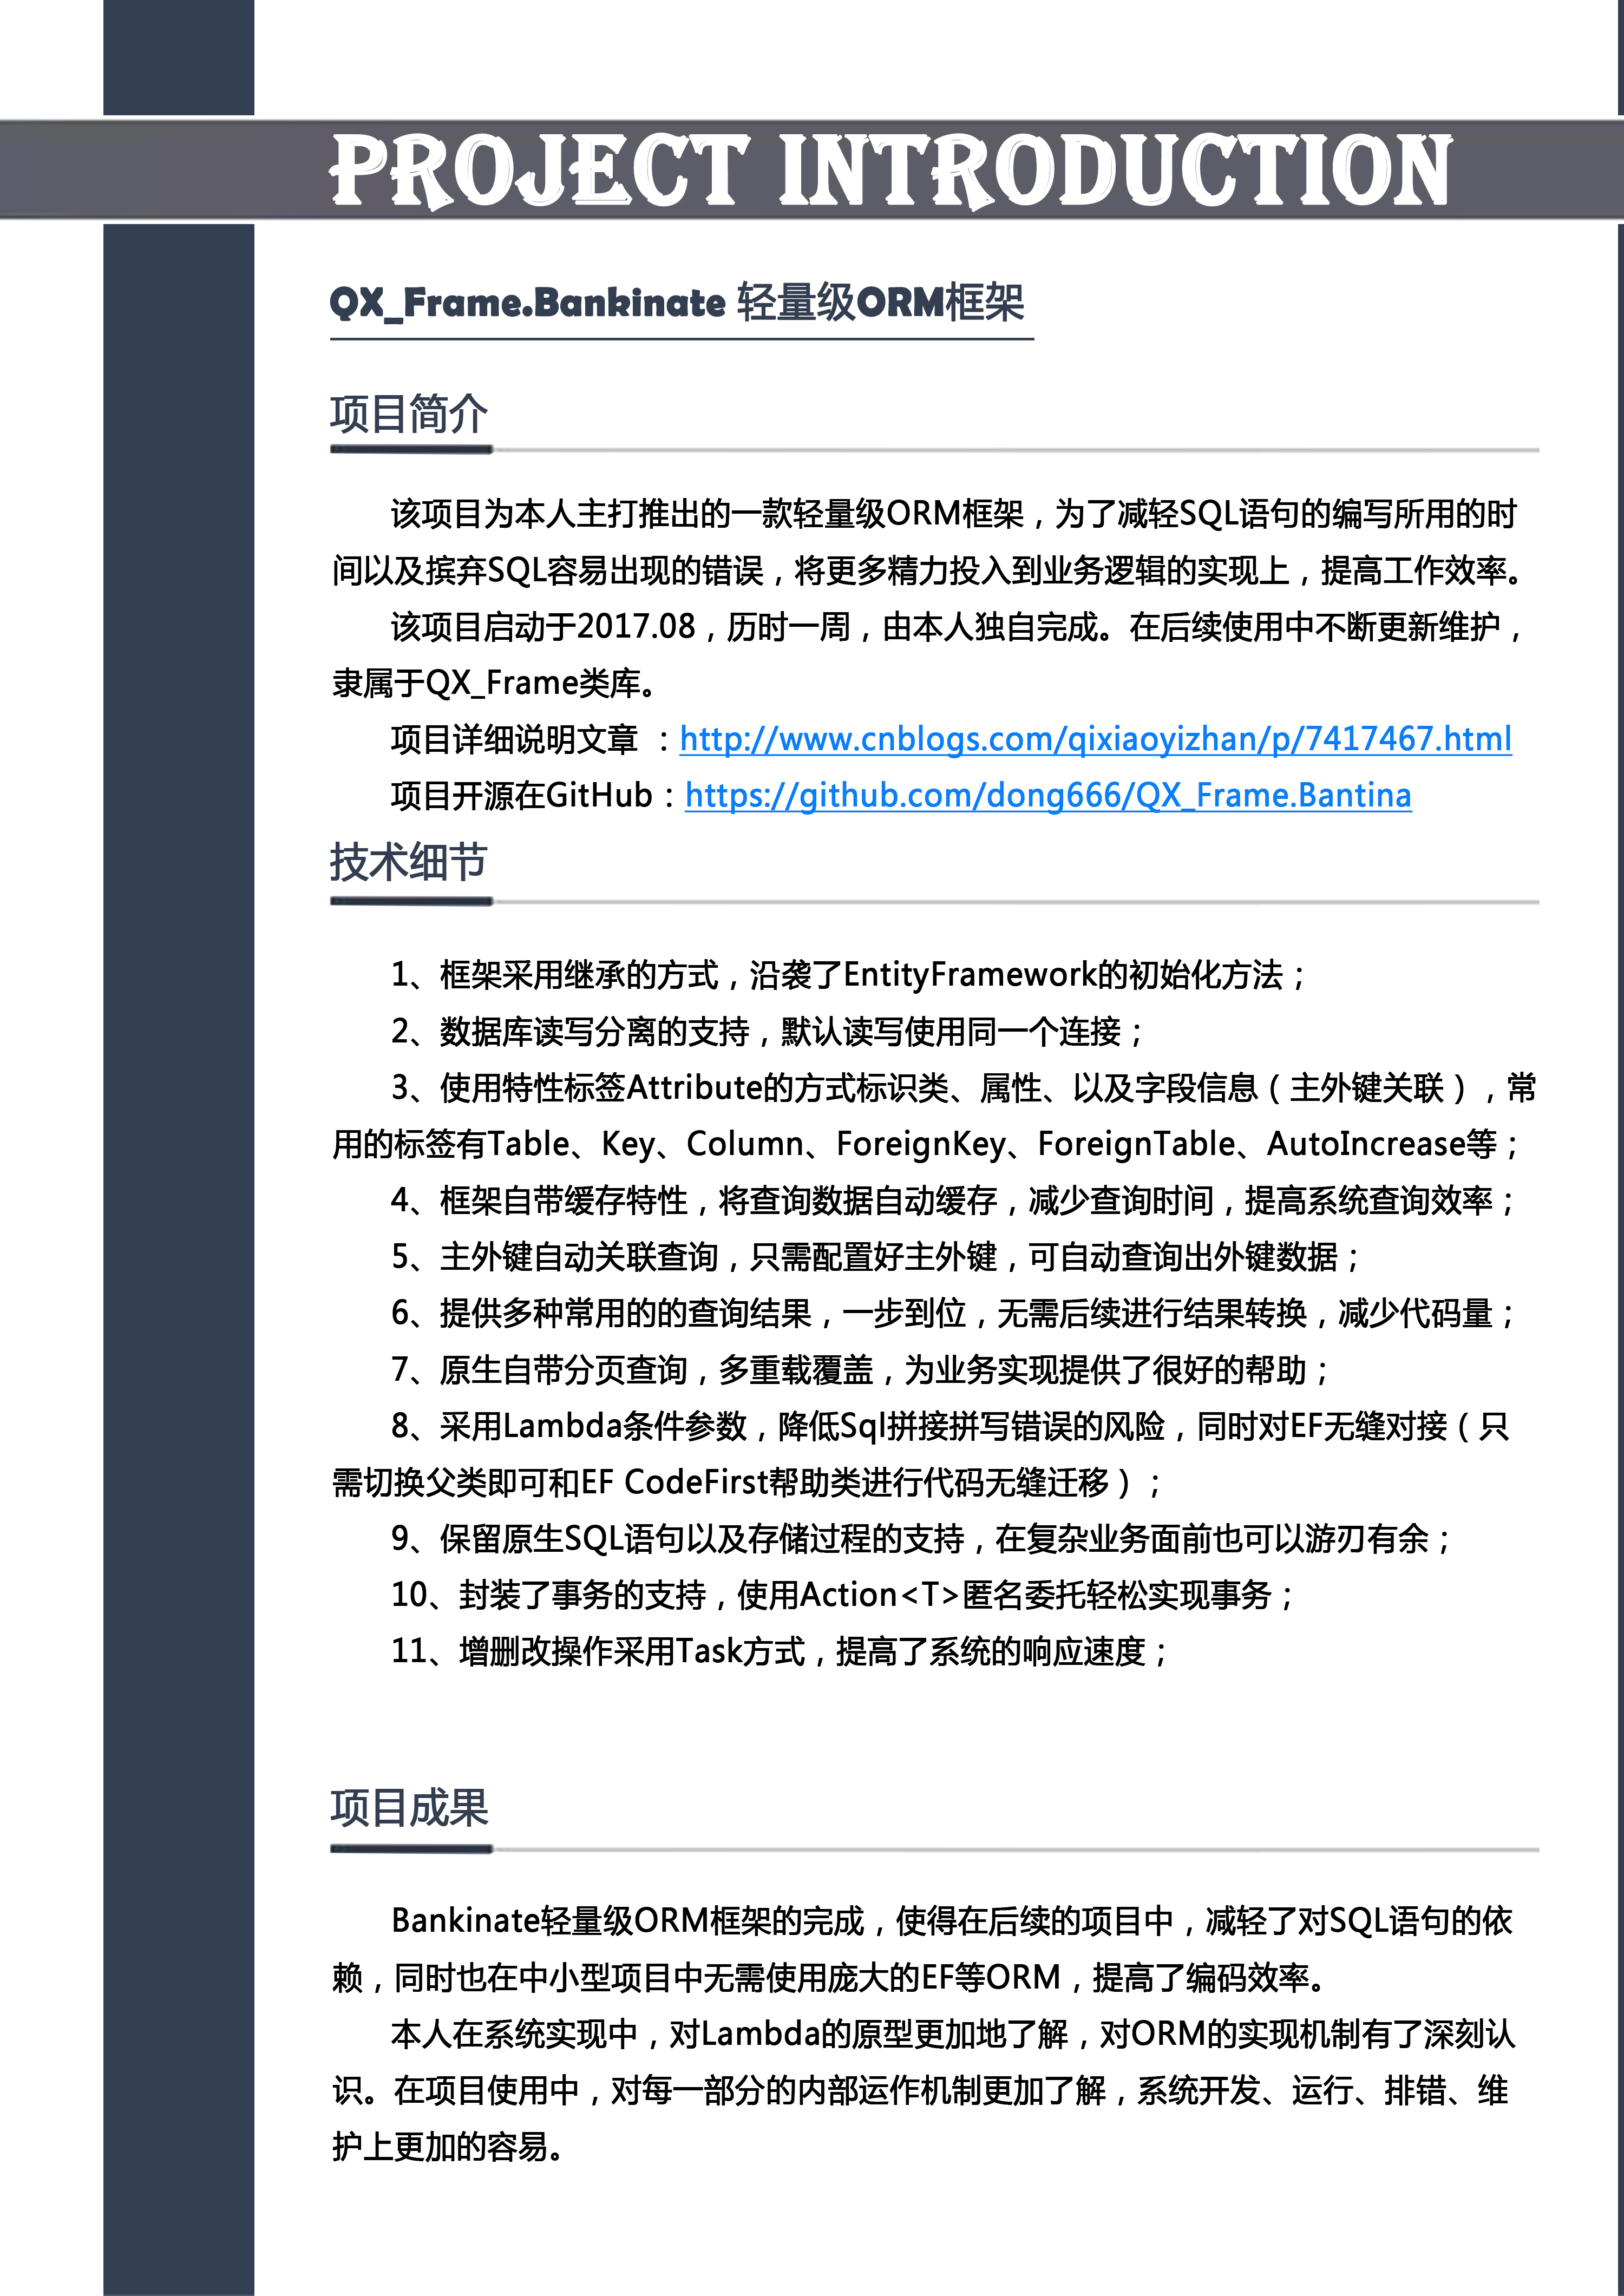 PROJECT INTRODUCTION
QX_Frame.Bankinate 轻量级ORM框架
项目简介
该项目为本人主打推出的一款轻量级ORM框架，为了减轻SQL语句的编写所用的时
间以及摈弃SQL容易出现的错误，将更多精力投入到业务逻辑的实现上，提高工作效率。
该项目启动于2017.08，历时一周，由本人独自完成。在后续使用中不断更新维护，
隶属于QX_Frame类库。
项目详细说明文章 ：http://www.cnblogs.com/qixiaoyizhan/p/7417467.html
项目开源在GitHub：https://github.com/dong666/QX_Frame.Bantina
技术细节
1、框架采用继承的方式，沿袭了EntityFramework的初始化方法；
2、数据库读写分离的支持，默认读写使用同一个连接；
3、使用特性标签Attribute的方式标识类、属性、以及字段信息（主外键关联），常
用的标签有Table、Key、Column、ForeignKey、ForeignTable、AutoIncrease等；
4、框架自带缓存特性，将查询数据自动缓存，减少查询时间，提高系统查询效率；
5、主外键自动关联查询，只需配置好主外键，可自动查询出外键数据；
6、提供多种常用的的查询结果，一步到位，无需后续进行结果转换，减少代码量；
7、原生自带分页查询，多重载覆盖，为业务实现提供了很好的帮助；
8、采用Lambda条件参数，降低Sql拼接拼写错误的风险，同时对EF无缝对接（只
需切换父类即可和EF CodeFirst帮助类进行代码无缝迁移）；
9、保留原生SQL语句以及存储过程的支持，在复杂业务面前也可以游刃有余；
10、封装了事务的支持，使用Action<T>匿名委托轻松实现事务；
11、增删改操作采用Task方式，提高了系统的响应速度；
项目成果
Bankinate轻量级ORM框架的完成，使得在后续的项目中，减轻了对SQL语句的依
赖，同时也在中小型项目中无需使用庞大的EF等ORM，提高了编码效率。
本人在系统实现中，对Lambda的原型更加地了解，对ORM的实现机制有了深刻认
识。在项目使用中，对每一部分的内部运作机制更加了解，系统开发、运行、排错、维
护上更加的容易。